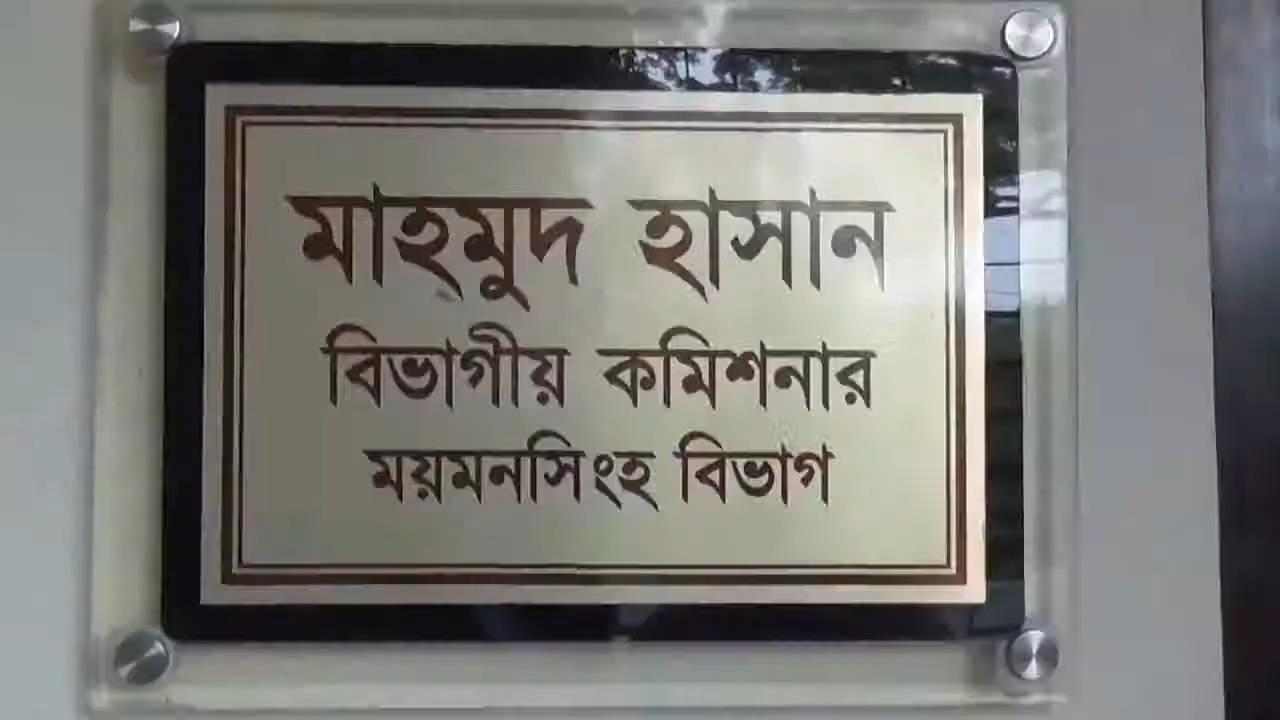 মাহমুদ হাসান
বিভাগীয় কমিশনার
ময়মনসিংহ বিভাগ